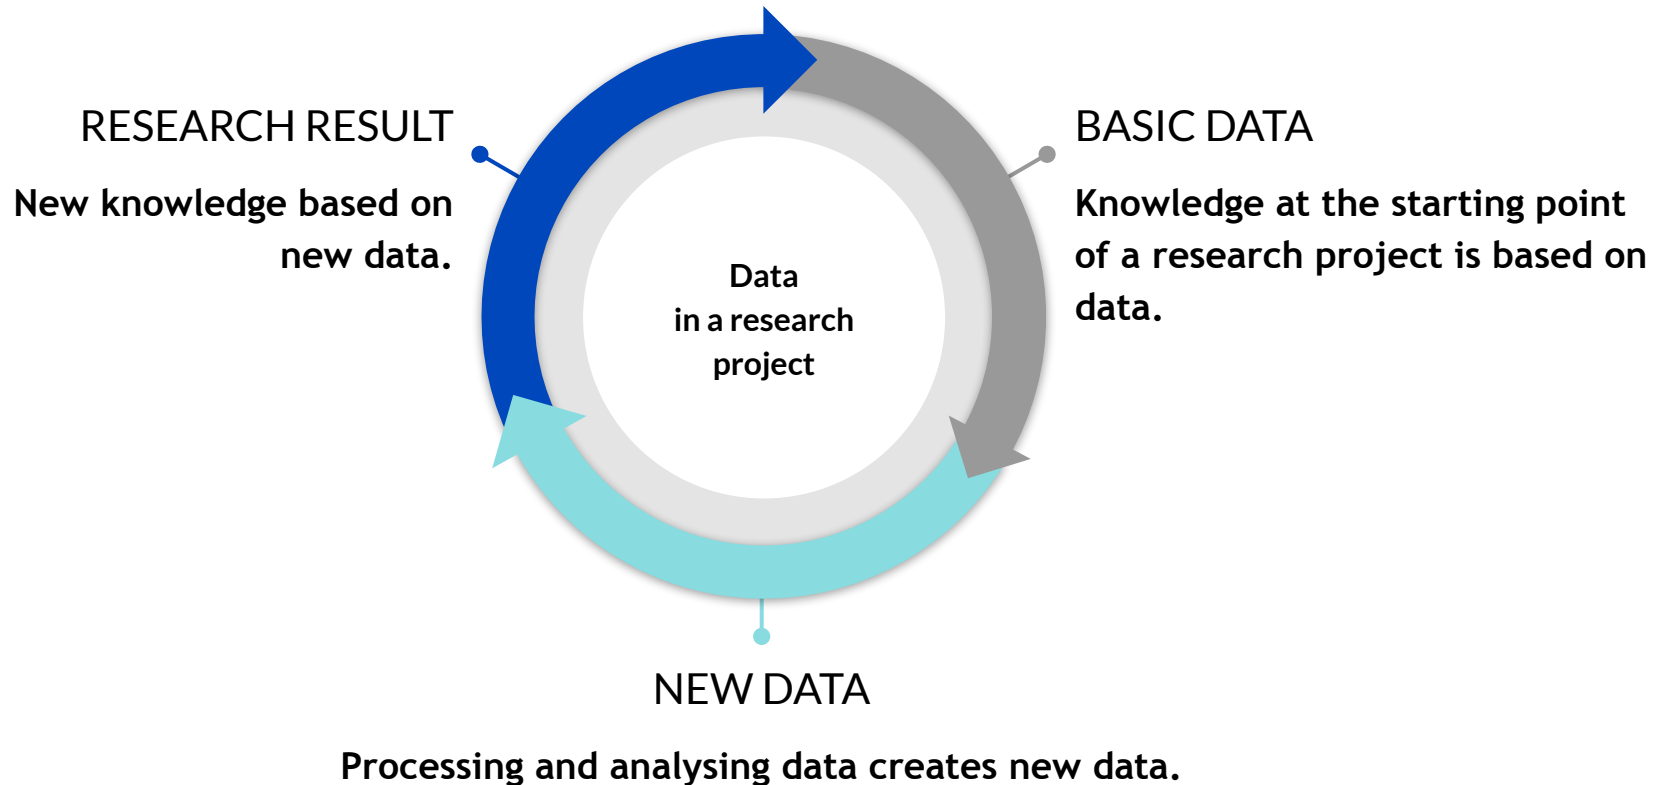 RESEARCH RESULT
New knowledge based on
new data.
Data
in a research
project
BASIC DATA
Knowledge at the starting point
of a research project is based on
data.
NEW DATA
Processing and analysing data creates new data.